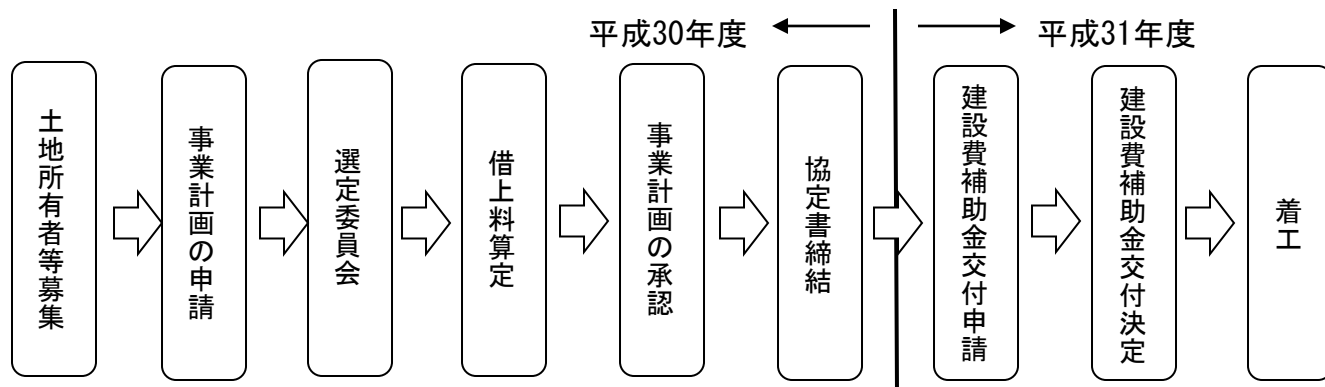 平成30年度
平成31年度
土地所有者等募集
事業計画の申請
選定委員会
借上料算定
事業計画の承認
協定書締結
建設費補助金交付申請
建設費補助金交付決定
着工